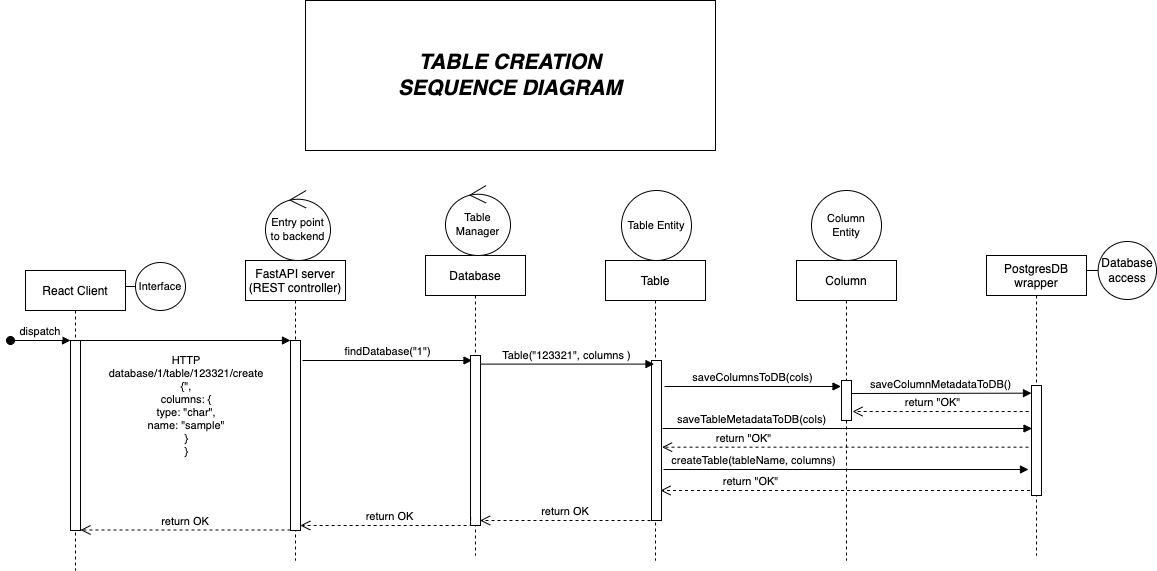 TABLE CREATION
SEQUENCE DIAGRAM
Entry point
to backend
Table
Manager
Table Entity
Column
Entity
Database
access
React Client
Interface
FastAPI server
(REST controller)
Database
Table
Column
PostgresDB
wrapper
dispatch
HTTP
database/1/table/123321/create
{",
columns: {
type: "char",
name: "sample"
}
}
findDatabase("1")
Table("123321", columns )
saveColumnsToDB(cols)
saveColumnMetadataToDB()
return "OK"
saveTableMetadataToDB(cols)
return "OK"
createTable(tableName, columns)
return "OK"
return OK
return OK
return OK